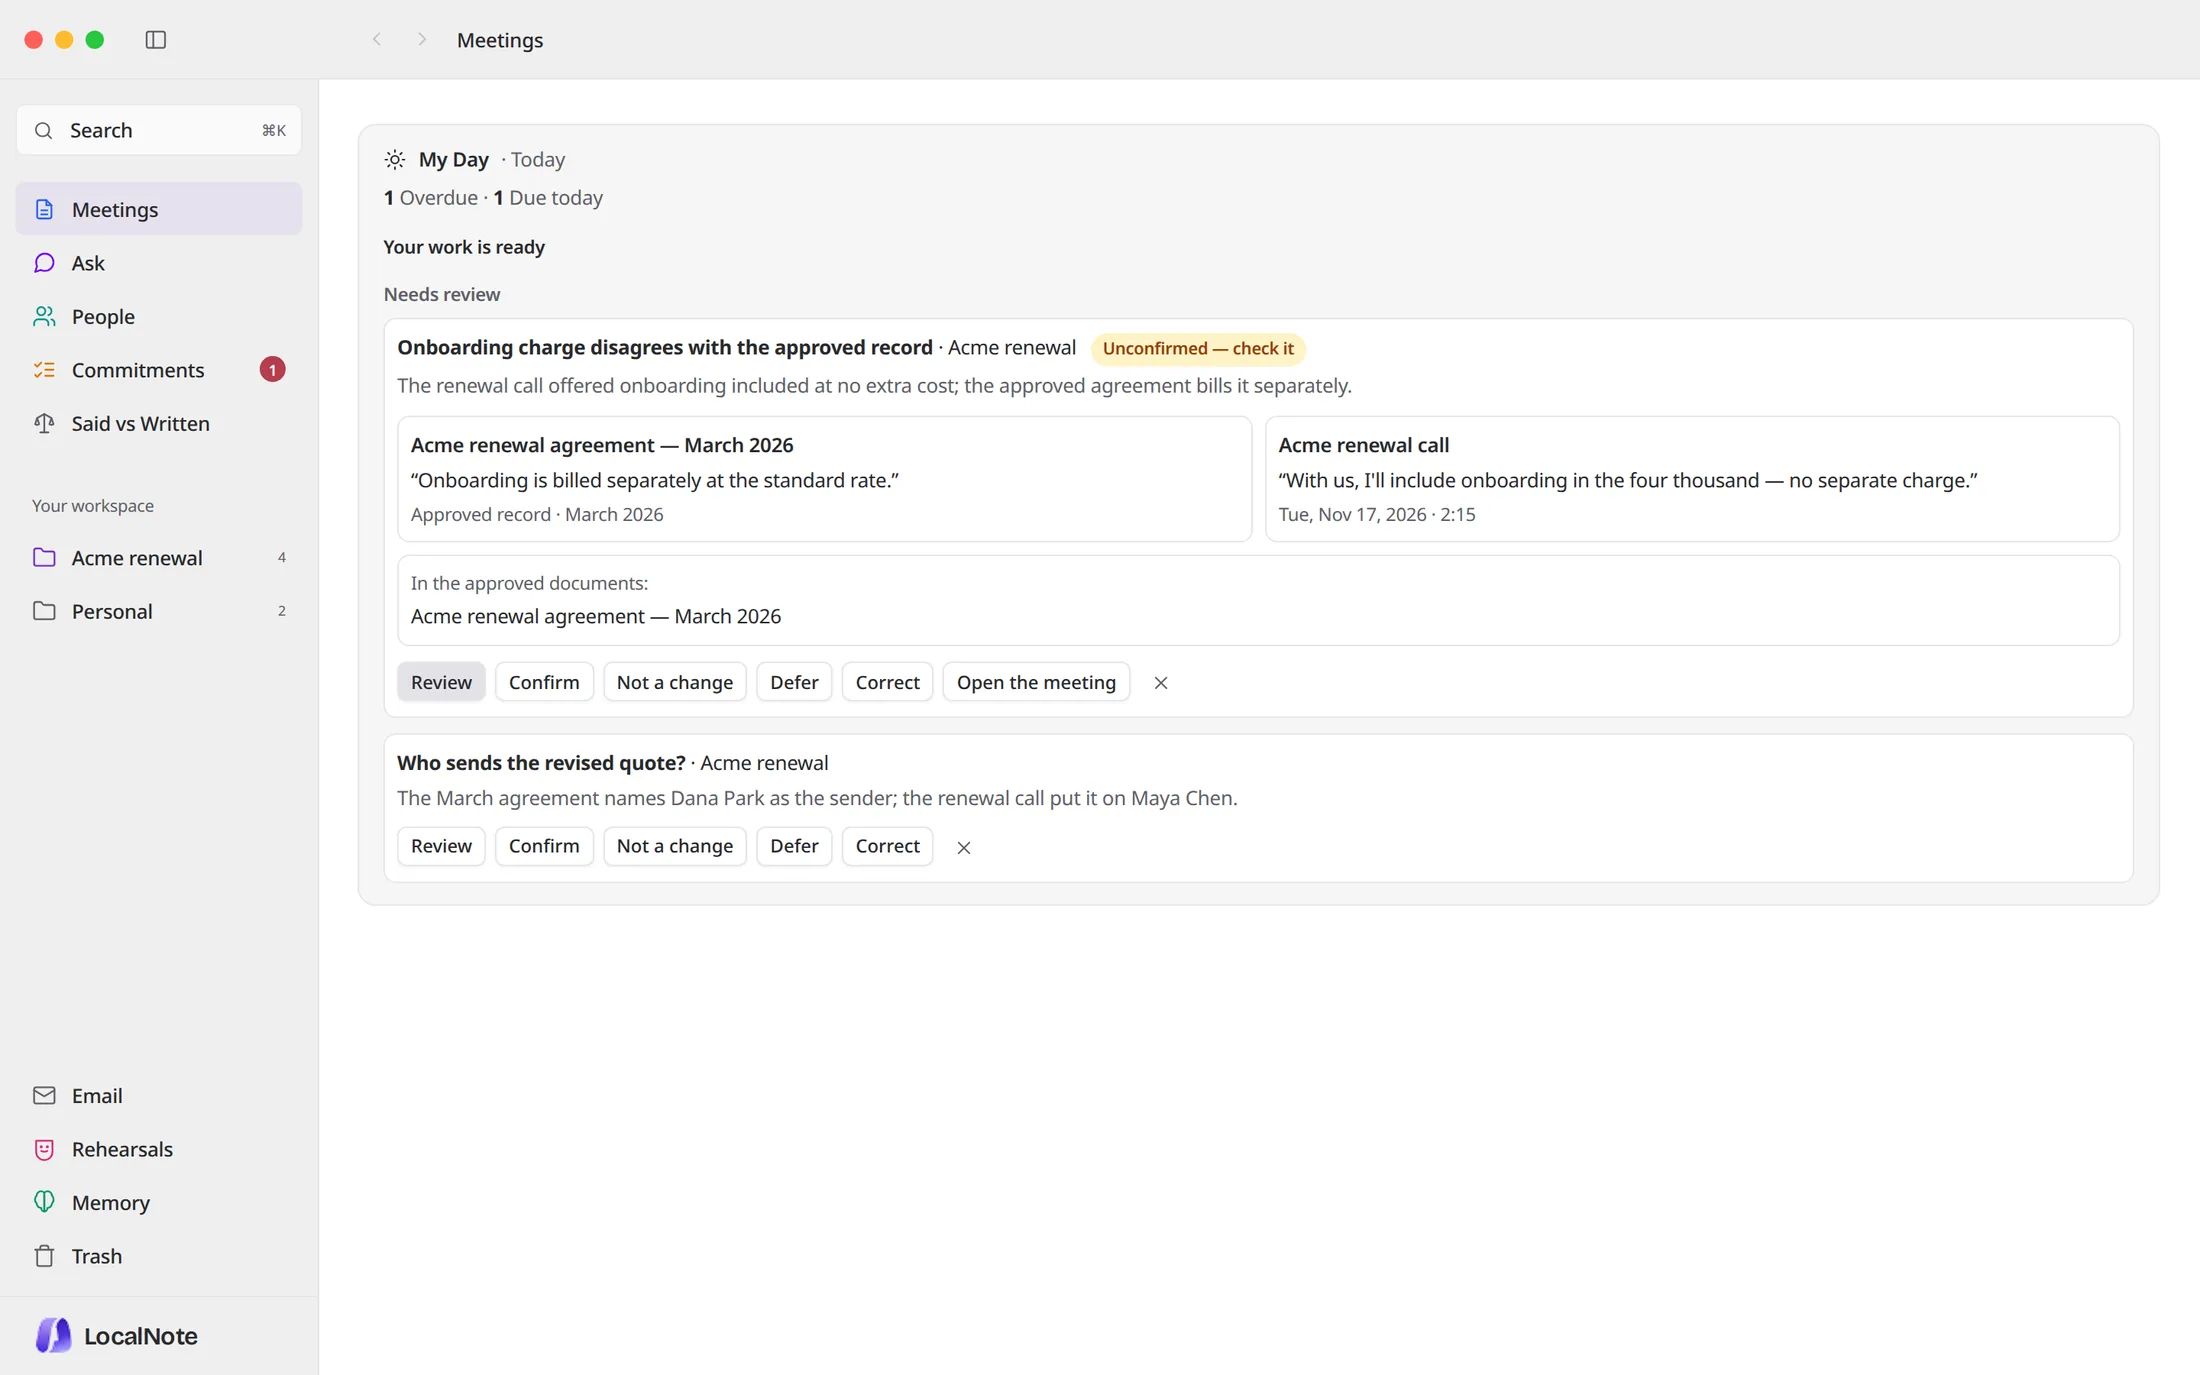 Meetings
Search ⌘K
Meetings
Ask
People
Commitments 1
Said vs Written
Your workspace
Acme renewal 4
Personal 2
Email
Rehearsals
Memory
Trash
LocalNote
My Day · Today
1 Overdue · 1 Due today
Your work is ready
Needs review
Onboarding charge disagrees with the approved record · Acme renewal Unconfirmed — check it
The renewal call offered onboarding included at no extra cost; the approved agreement bills it separately.
Acme renewal agreement — March 2026
“Onboarding is billed separately at the standard rate.”
Approved record · March 2026
Acme renewal call
“With us, I'll include onboarding in the four thousand — no separate charge.”
Tue, Nov 17, 2026 · 2:15
In the approved documents:
Acme renewal agreement — March 2026
Review Confirm Not a change Defer Correct Open the meeting
Who sends the revised quote? · Acme renewal
The March agreement names Dana Park as the sender; the renewal call put it on Maya Chen.
Review Confirm Not a change Defer Correct